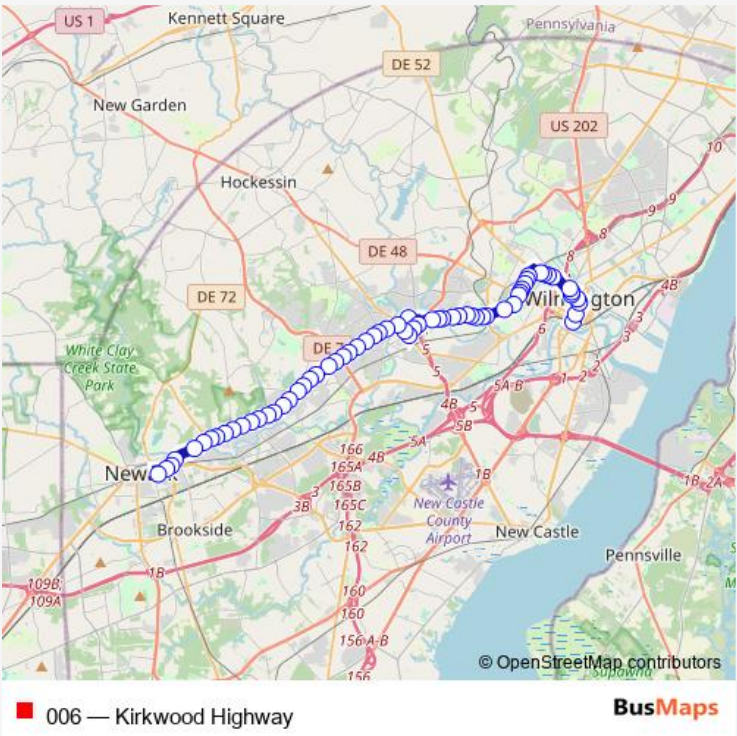 US 1
Kennett Square
Pennsylvania
DE 52
New Garden
US 202
10
Hockessin
9
9
8
8
DE 48
DE 72
4B
Wilmington
6
3
3
DE 7
5
White Clay
Creek State
Park
5
5A-B
1
2
2
4B
5
5B
5A
166
4B
165A
165B
165C
3
3B
1B
1B
2A
Newark
New Castle
County
Airport
162
Brookside
New Castle
162
Pennsville
1B
109B
109A
160
160
156 A-B
156
Supawna
© OpenStreetMap contributors
006 — Kirkwood Highway
BusMaps